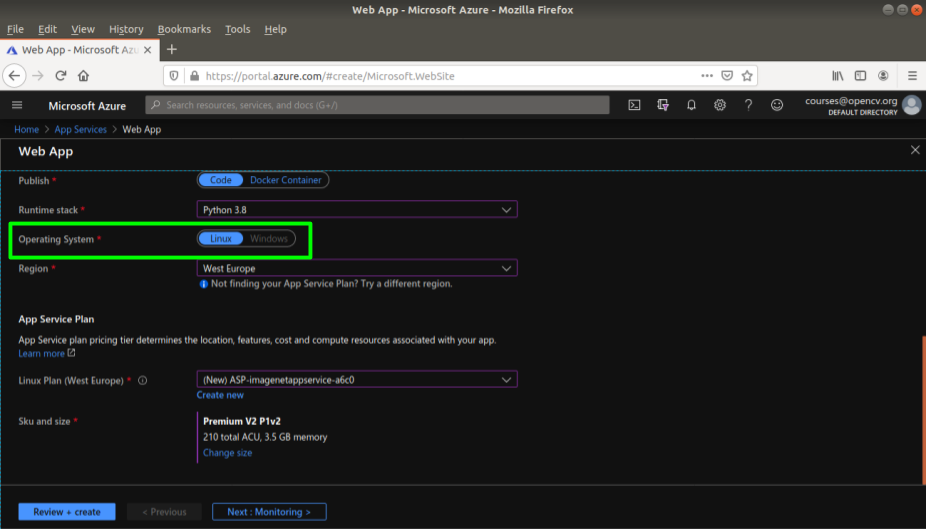 Web App - Microsoft Azure - Mozilla Firefox
File Edit View History Bookmarks Tools Help
Web App - Microsoft Azu
https://portal.azure.com/#create/Microsoft.WebSite
Microsoft Azure
Search resources, services, and docs (G+/)
courses@opencv.org
DEFAULT DIRECTORY
Home > App Services > Web App
Web App
Publish *
Code Docker Container
Runtime stack *
Python 3.8
Operating System *
Linux Windows
Region *
West Europe
Not finding your App Service Plan? Try a different region.
App Service Plan
App Service plan pricing tier determines the location, features, cost and compute resources associated with your app.
Learn more
Linux Plan (West Europe) *
(New) ASP-imagenetappservice-a6c0
Create new
Sku and size *
Premium V2 P1v2
210 total ACU, 3.5 GB memory
Change size
Review + create
< Previous
Next : Monitoring >